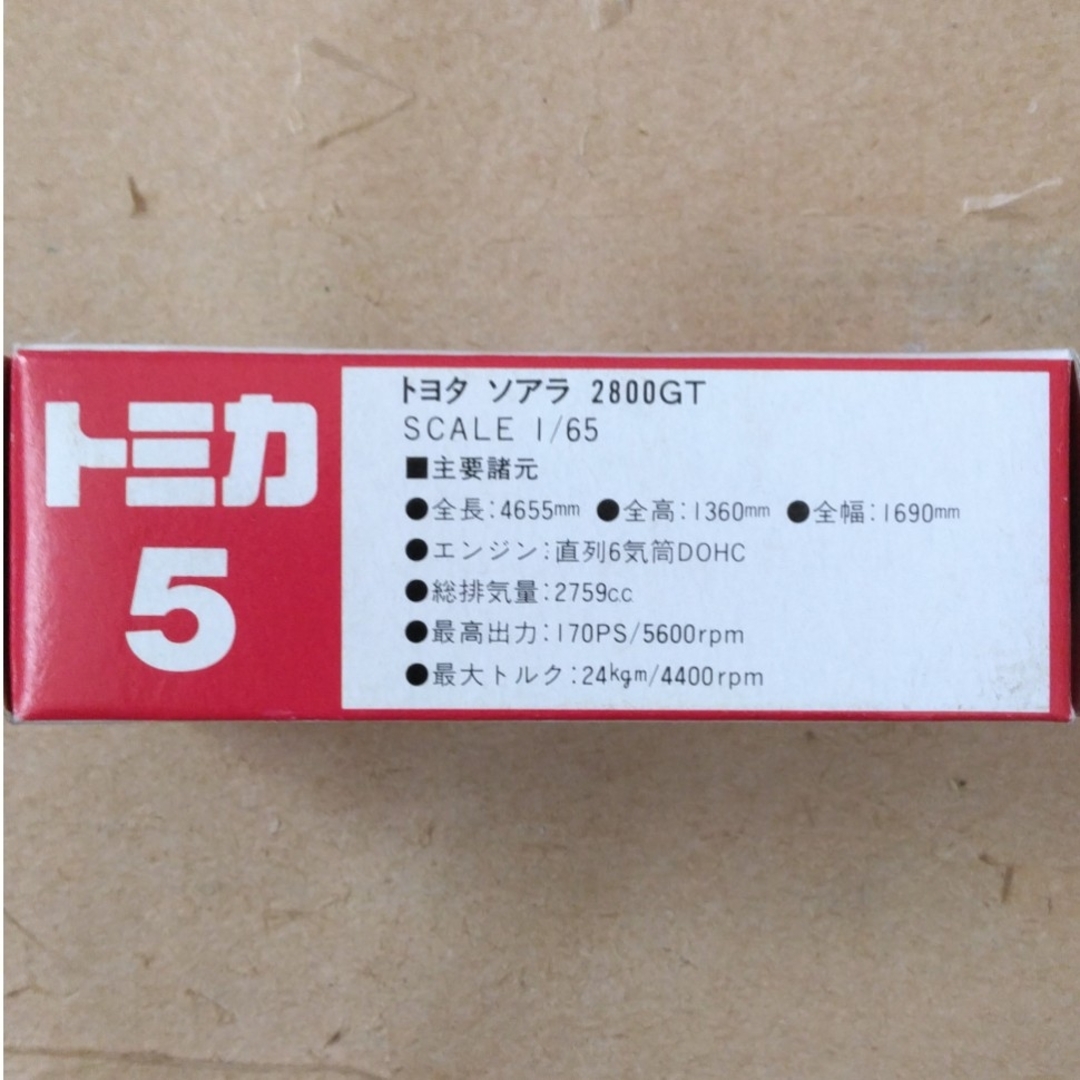 トミカ
5
トヨタ ソアラ 2800GT
SCALE 1/65
■主要諸元
●全長:4655mm ●全高:1360mm ●全幅:1690mm
●エンジン:直列6気筒DOHC
●総排気量:2759c.c.
●最高出力:170PS/5600rpm
●最大トルク:24kgm/4400rpm